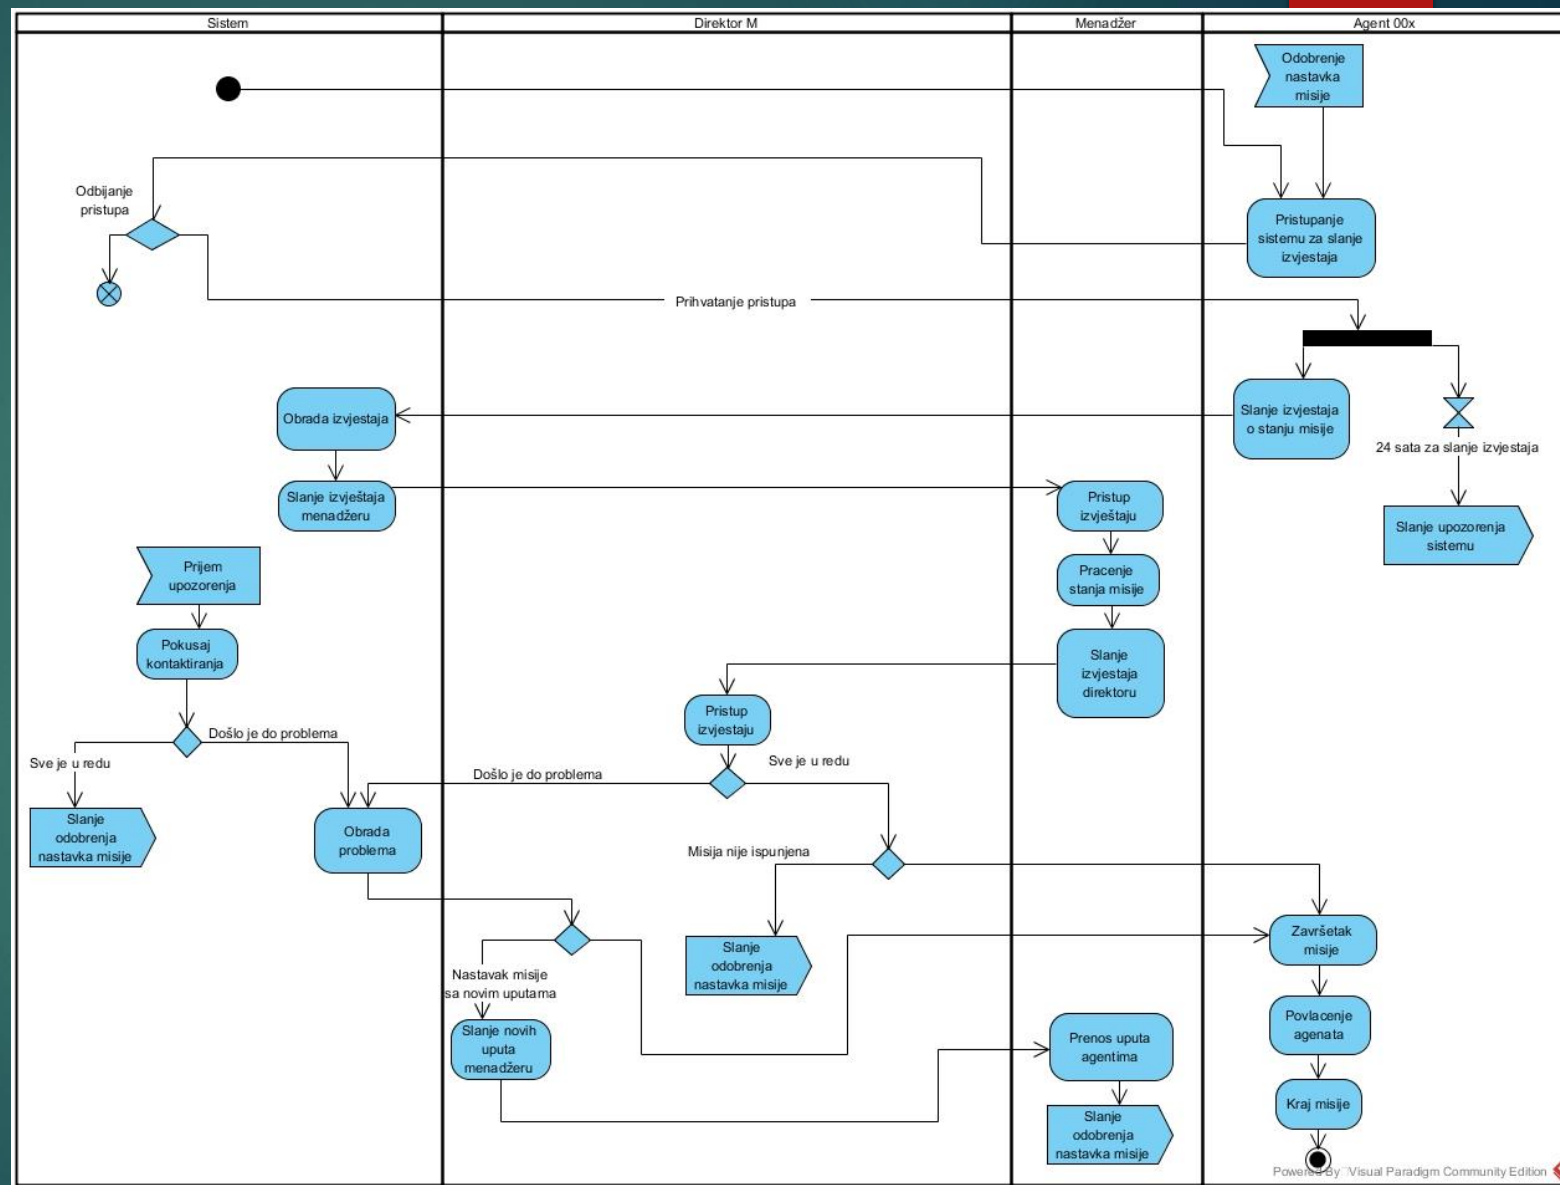 Sistem
Direktor M
Menadžer
Agent 00x
Odobrenje
nastavka
misije
Odbijanje
pristupa
Pristupanje
sistemu za slanje
izvjestaja
Prihvatanje pristupa
Obrada izvjestaja
Slanje izvjestaja
o stanju misije
24 sata za slanje izvjestaja
Slanje izvještaja
menadžeru
Pristup
izvještaju
Slanje upozorenja
sistemu
Prijem
upozorenja
Pracenje
stanja misije
Pokusaj
kontaktiranja
Slanje
izvjestaja
direktoru
Pristup
izvjestaju
Došlo je do problema
Sve je u redu
Došlo je do problema
Sve je u redu
Slanje
odobrenja
nastavka misije
Obrada
problema
Misija nije ispunjena
Slanje
odobrenja
nastavka misije
Završetak
misije
Nastavak misije
sa novim uputama
Slanje novih
uputa
menadžeru
Prenos uputa
agentima
Povlacenje
agenata
Kraj misije
Slanje
odobrenja
nastavka misije
Powered By Visual Paradigm Community Edition